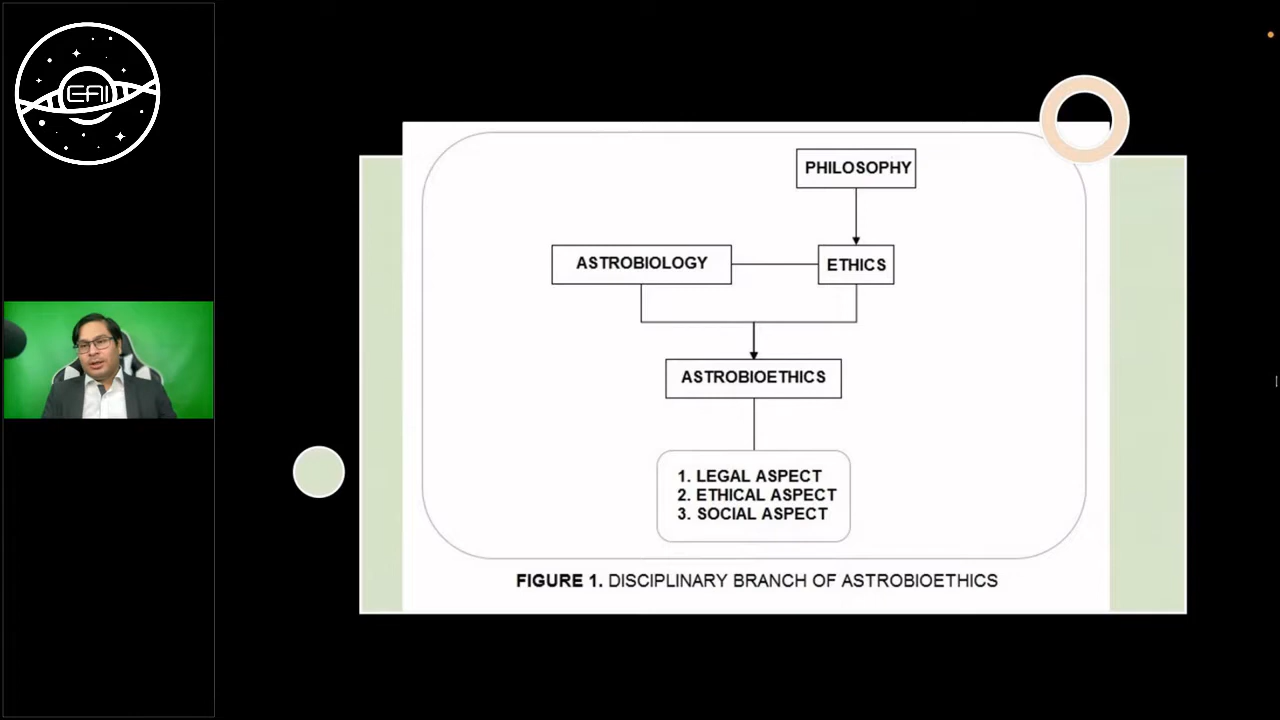 EAI
PHILOSOPHY
ASTROBIOLOGY
ETHICS
ASTROBIOETHICS
1. LEGAL ASPECT
2. ETHICAL ASPECT
3. SOCIAL ASPECT
FIGURE 1. DISCIPLINARY BRANCH OF ASTROBIOETHICS